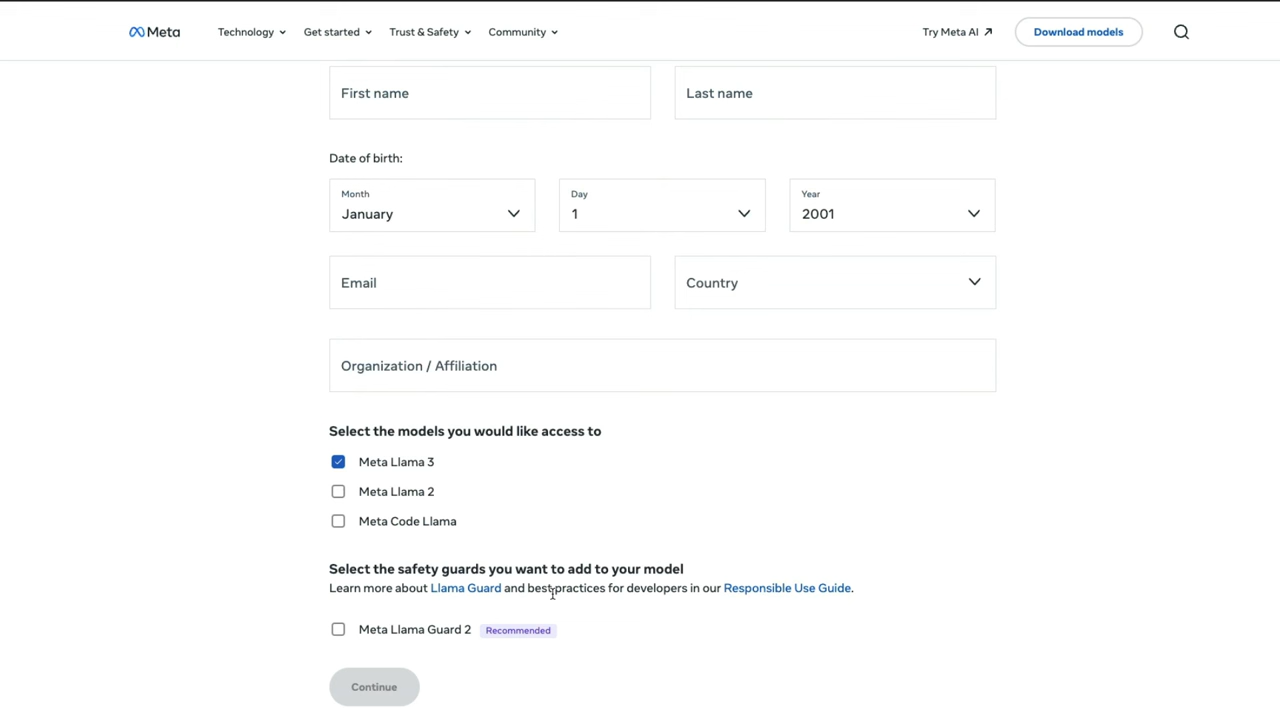 Meta Technology Get started Trust & Safety Community Try Meta AI Download models
First name Last name
Date of birth:
Month Day Year
January 1 2001
Email Country
Organization / Affiliation
Select the models you would like access to
Meta Llama 3
Meta Llama 2
Meta Code Llama
Select the safety guards you want to add to your model
Learn more about Llama Guard and best practices for developers in our Responsible Use Guide.
Meta Llama Guard 2 Recommended
Continue